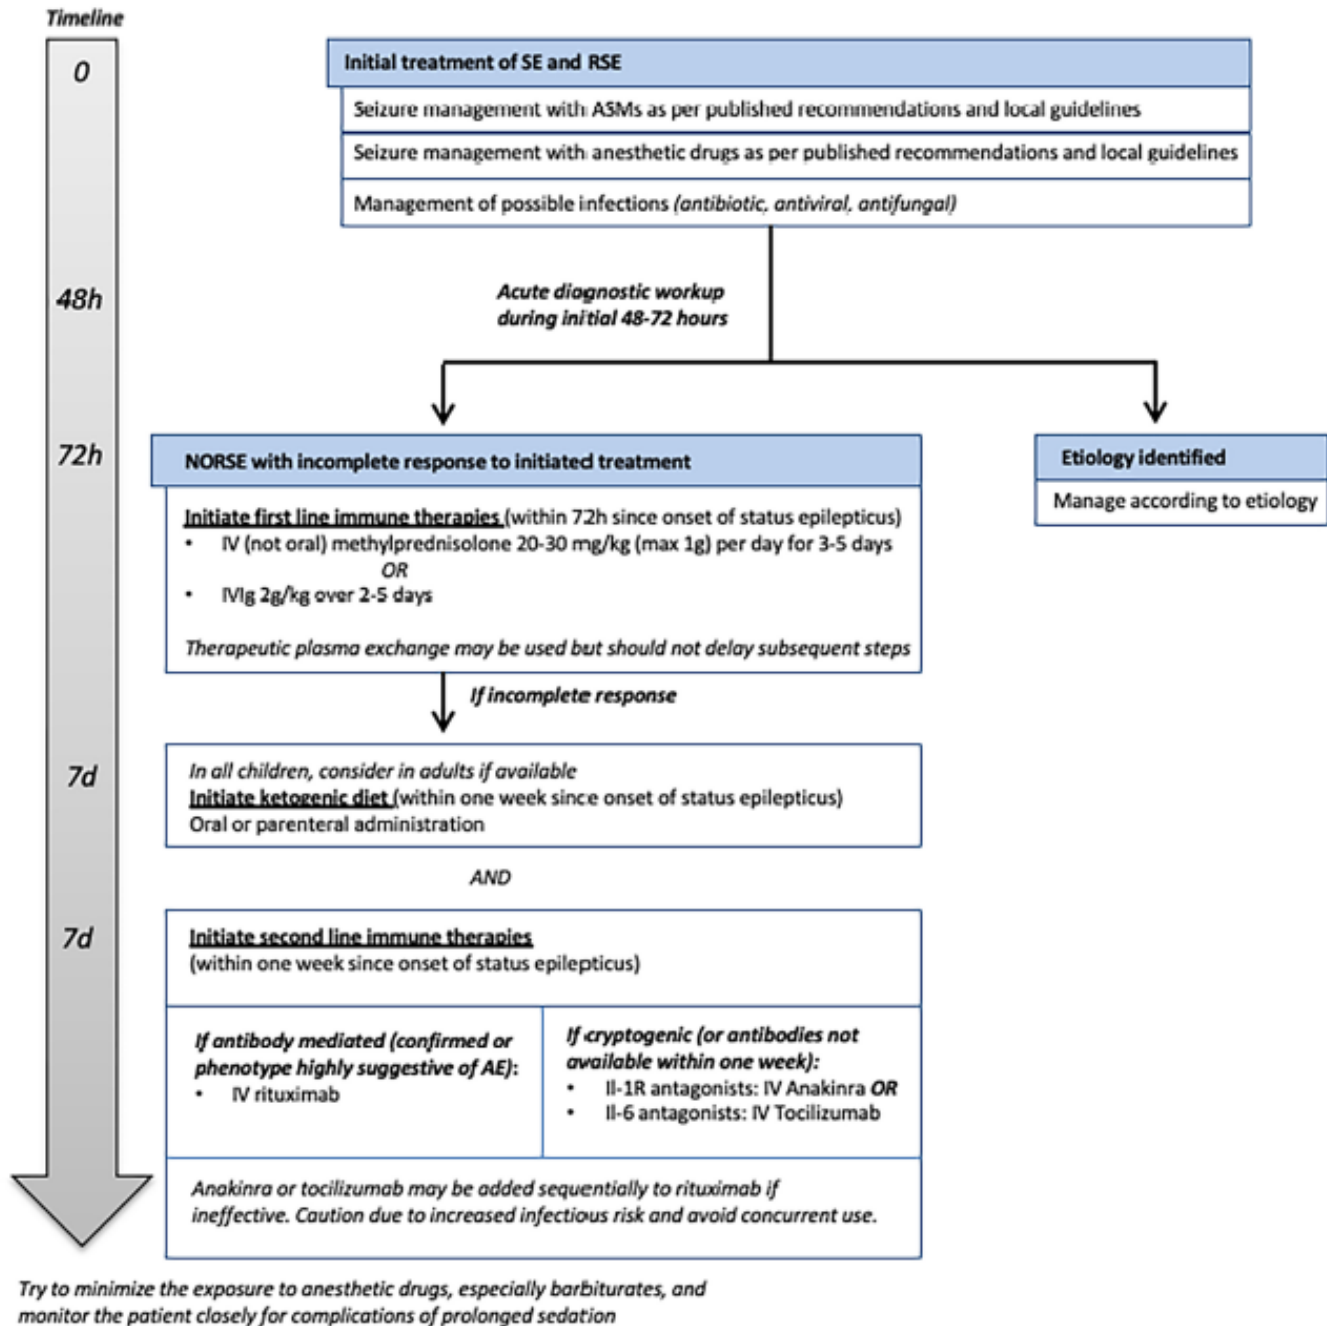 Timeline
0
Initial treatment of SE and RSE
Seizure management with ASMs as per published recommendations and local guidelines
Seizure management with anesthetic drugs as per published recommendations and local guidelines
Management of possible infections (antibiotic, antiviral, antifungal)
48h
Acute diagnostic workup
during initial 48-72 hours
72h
NORSE with incomplete response to initiated treatment
Initiate first line immune therapies (within 72h since onset of status epilepticus)
• IV (not oral) methylprednisolone 20-30 mg/kg (max 1g) per day for 3-5 days
OR
• IVIg 2g/kg over 2-5 days
Therapeutic plasma exchange may be used but should not delay subsequent steps
Etiology identified
Manage according to etiology
If incomplete response
7d
In all children, consider in adults if available
Initiate ketogenic diet (within one week since onset of status epilepticus)
Oral or parenteral administration
AND
7d
Initiate second line immune therapies
(within one week since onset of status epilepticus)
If antibody mediated (confirmed or
phenotype highly suggestive of AE):
• IV rituximab
If cryptogenic (or antibodies not
available within one week):
• Il-1R antagonists: IV Anakinra OR
• Il-6 antagonists: IV Tocilizumab
Anakinra or tocilizumab may be added sequentially to rituximab if
ineffective. Caution due to increased infectious risk and avoid concurrent use.
Try to minimize the exposure to anesthetic drugs, especially barbiturates, and
monitor the patient closely for complications of prolonged sedation